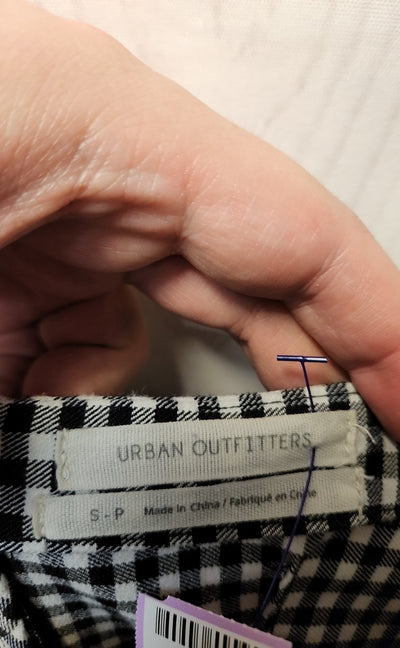 URBAN OUTFITTERS
S-P Made in China / Fabriqué en Chine